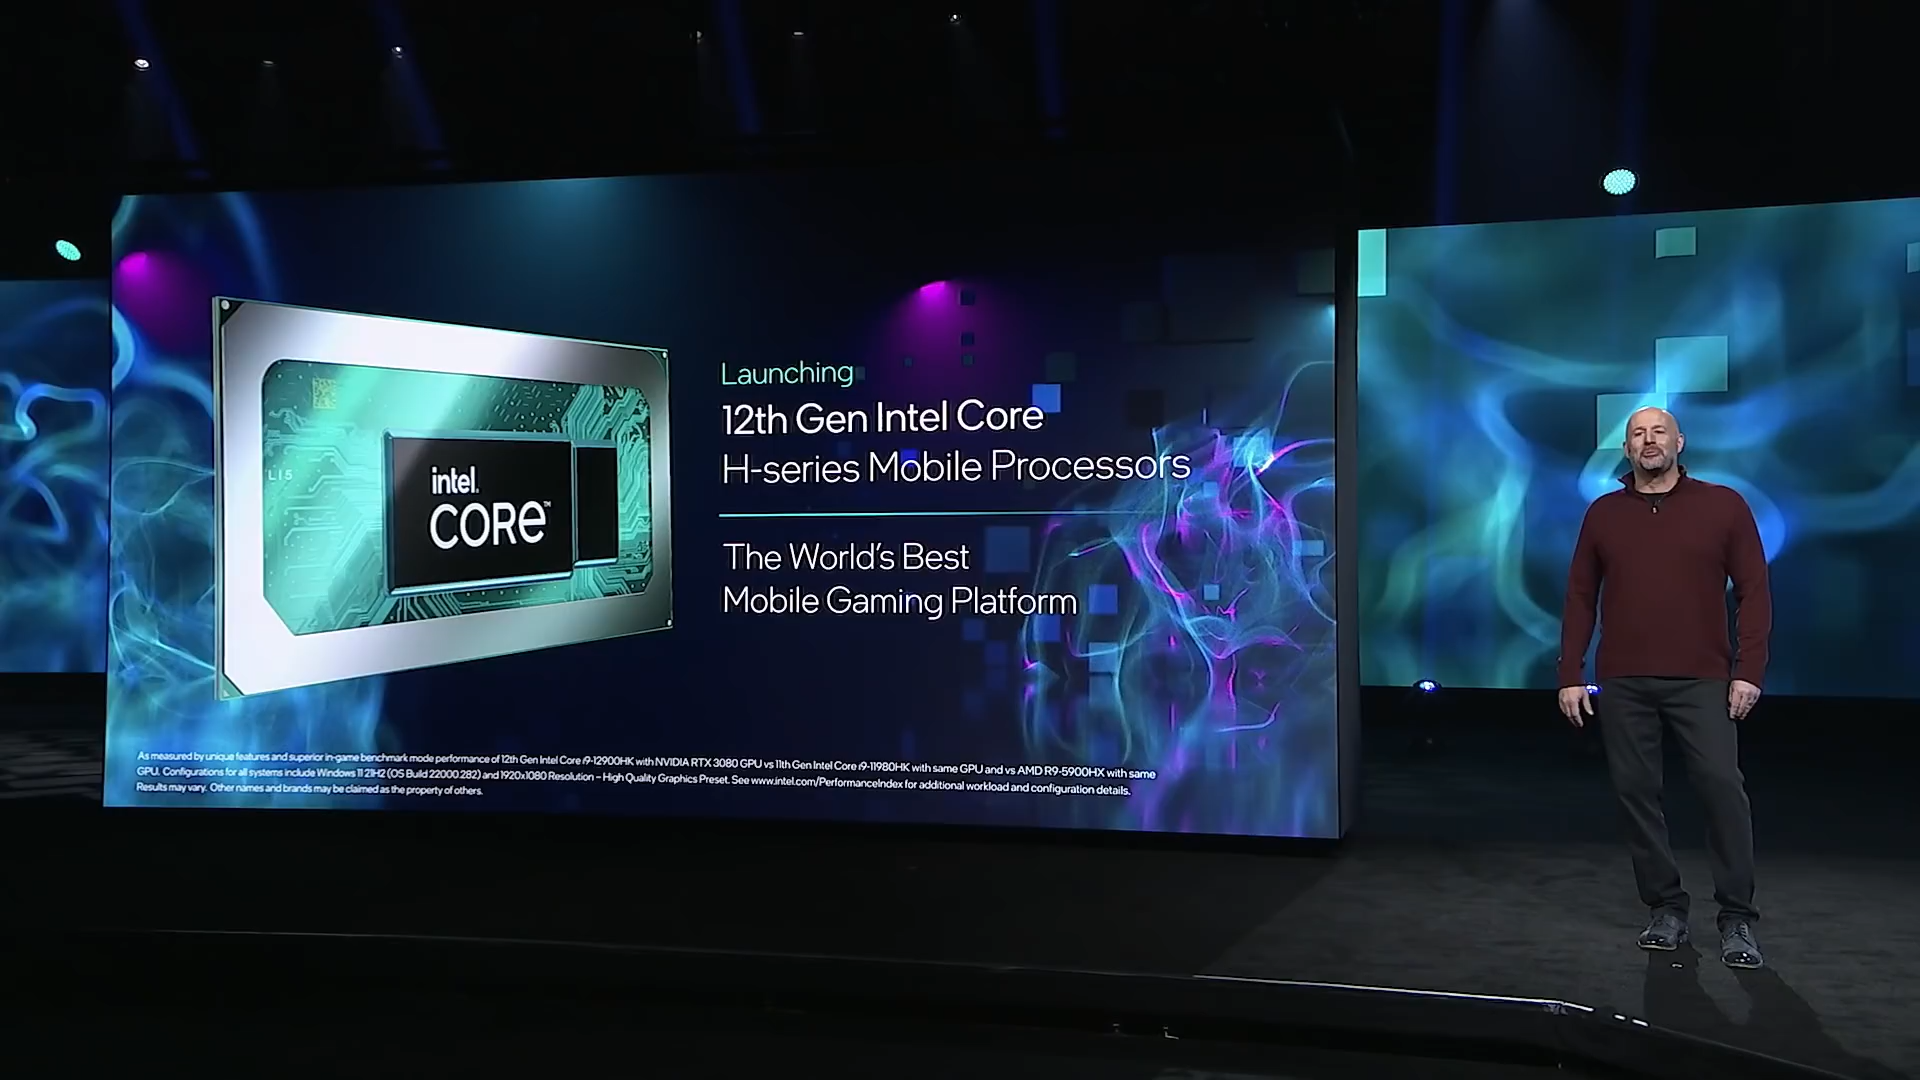 Launching
12th Gen Intel Core
H-series Mobile Processors
The World's Best
Mobile Gaming Platform
LI5
intel.
CORE™
As measured by unique features and superior in-game benchmark mode performance of 12th Gen Intel Core i9-12900HK with NVIDIA RTX 3080 GPU vs 11th Gen Intel Core i9-11980HK with same GPU and vs AMD R9-5900HX with same
GPU. Configurations for all systems include Windows 11 21H2 (OS Build 22000.282) and 1920x1080 Resolution – High Quality Graphics Preset. See www.intel.com/PerformanceIndex for additional workload and configuration details.
Results may vary. Other names and brands may be claimed as the property of others.